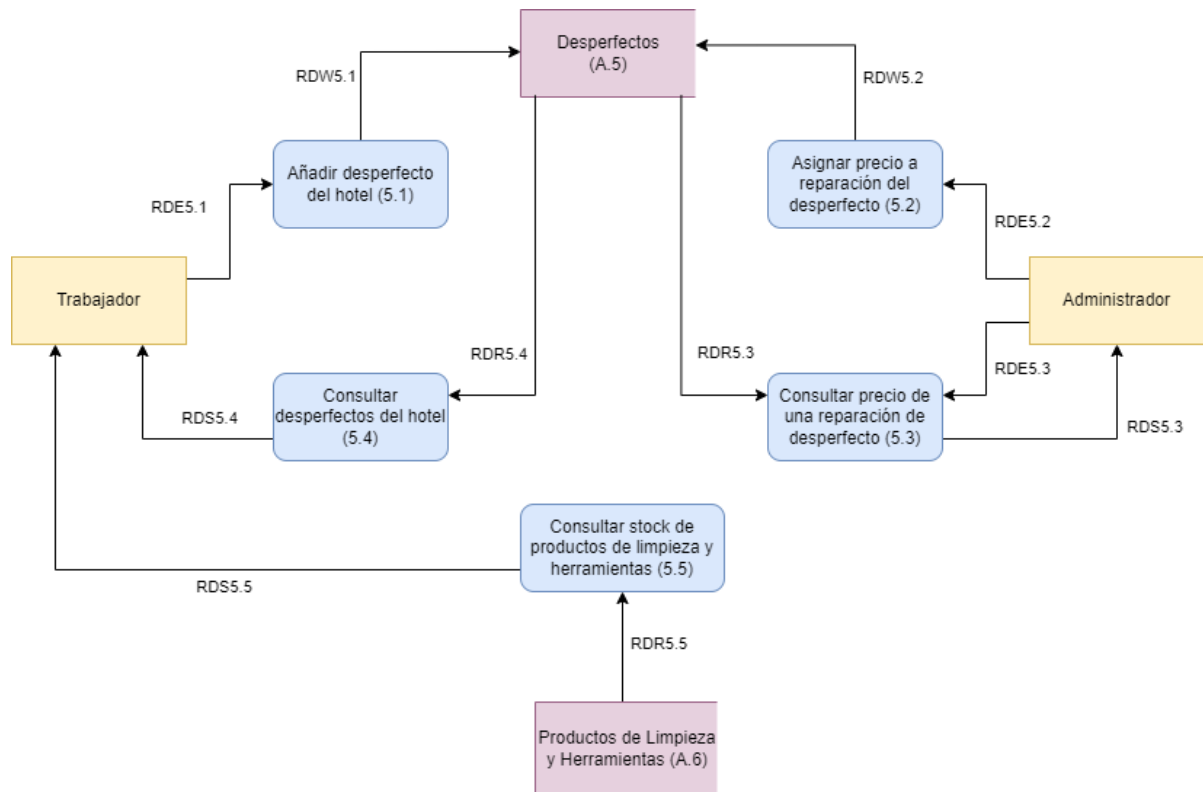 Desperfectos
(A.5)
RDW5.1
RDW5.2
Añadir desperfecto
del hotel (5.1)
Asignar precio a
reparación del
desperfecto (5.2)
RDE5.1
RDE5.2
Trabajador
Administrador
RDR5.4
RDR5.3
RDE5.3
Consultar
desperfectos del hotel
(5.4)
Consultar precio de
una reparación de
desperfecto (5.3)
RDS5.4
RDS5.3
Consultar stock de
productos de limpieza y
herramientas (5.5)
RDS5.5
RDR5.5
Productos de Limpieza
y Herramientas (A.6)